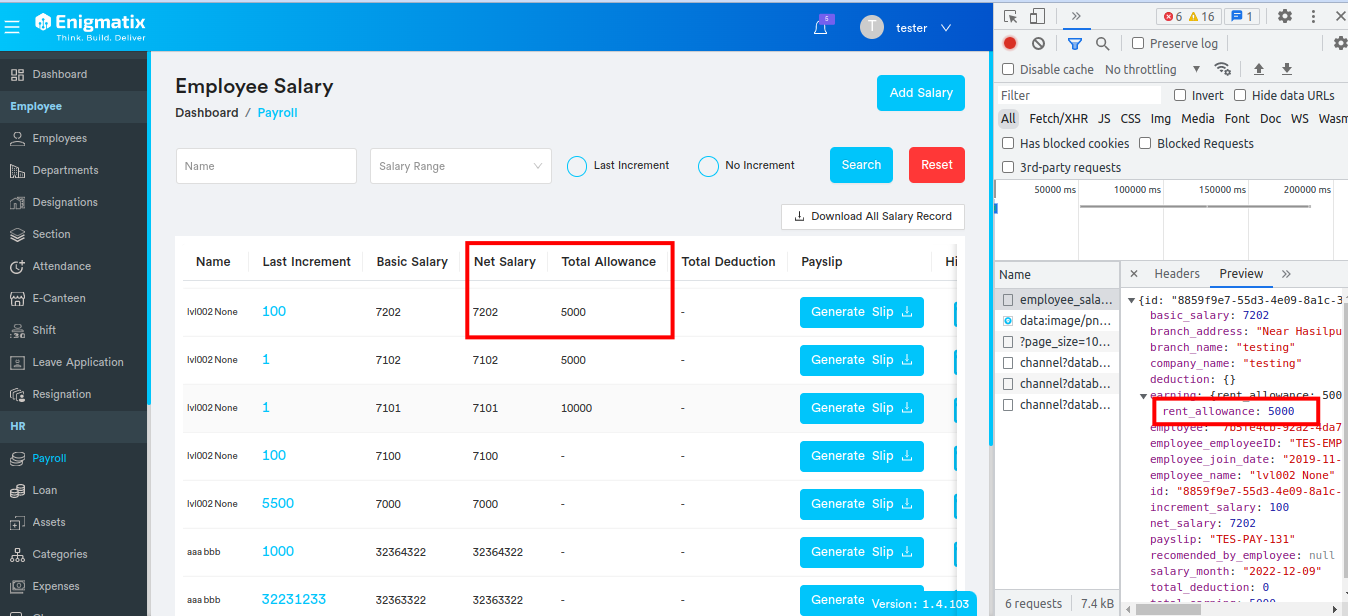 Enigmatix
Think. Build. Deliver
5
T
tester
Dashboard
Employee
Employees
Departments
Designations
Section
Attendance
E-Canteen
Shift
Leave Application
Resignation
HR
Payroll
Loan
Assets
Categories
Expenses
Employee Salary
Dashboard / Payroll
Add Salary
Name
Salary Range
Last Increment
No Increment
Search
Reset
Download All Salary Record
Name Last Increment Basic Salary Net Salary Total Allowance Total Deduction Payslip Hi
lvl002 None 100 7202 7202 5000 - Generate Slip
lvl002 None 1 7102 7102 5000 - Generate Slip
lvl002 None 1 7101 7101 10000 - Generate Slip
lvl002 None 100 7100 7100 - - Generate Slip
lvl002 None 5500 7000 7000 - - Generate Slip
aaa bbb 1000 32364322 32364322 - - Generate Slip
aaa bbb 32231233 32363322 32363322 - - Generate
Version: 1.4.103
6 16 1
Preserve log
Disable cache No throttling
Filter Invert Hide data URLs
All Fetch/XHR JS CSS Img Media Font Doc WS Wasm
Has blocked cookies Blocked Requests
3rd-party requests
50000 ms 100000 ms 150000 ms 200000 ms
Name
employee_sala...
data:image/pn...
?page_size=10...
channel?datab...
channel?datab...
channel?datab...
6 requests 7.4 kB
× Headers Preview »
{id: "8859f9e7-55d3-4e09-8a1c-3
basic_salary: 7202
branch_address: "Near Hasilpu
branch_name: "testing"
company_name: "testing"
deduction: {}
earning: {rent_allowance: 500
rent_allowance: 5000
employee: "7b5fe4cb-92a2-4da7
employee_employeeID: "TES-EMP
employee_join_date: "2019-11-
employee_name: "lvl002 None"
id: "8859f9e7-55d3-4e09-8a1c-
increment_salary: 100
net_salary: 7202
payslip: "TES-PAY-131"
recomended_by_employee: null
salary_month: "2022-12-09"
total_deduction: 0
total_earning: 5000